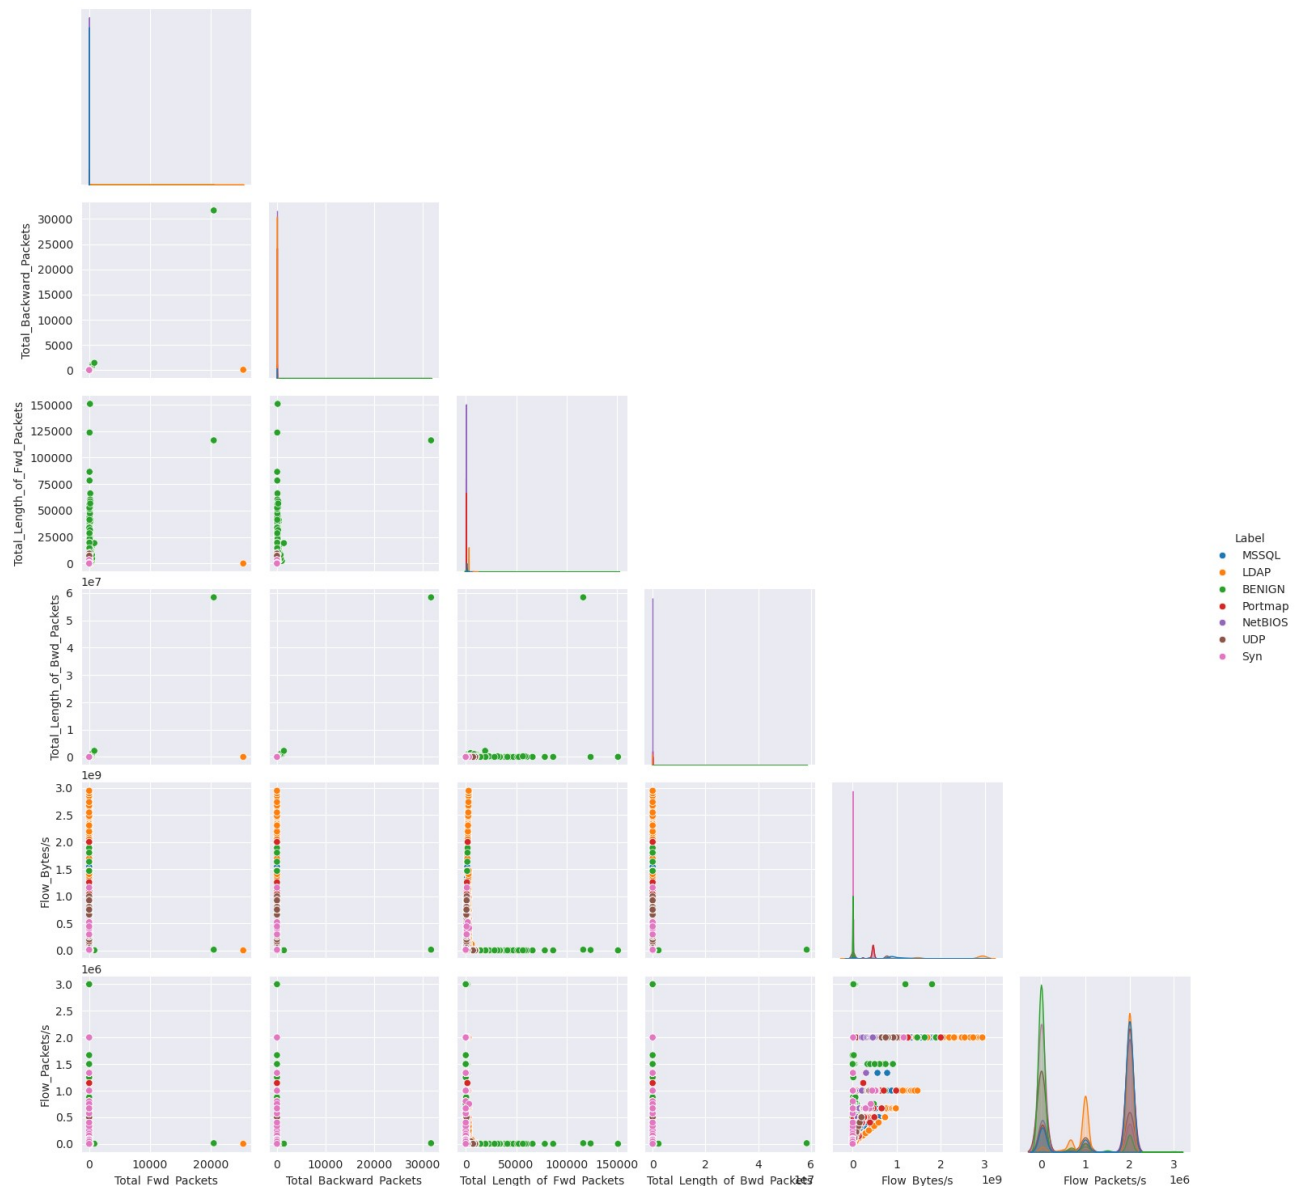 Total_Backward_Packets
30000
25000
20000
15000
10000
5000
0
Total_Length_of_Fwd_Packets
150000
125000
100000
75000
50000
25000
0
1e7
Total_Length_of_Bwd_Packets
6
5
4
3
2
1
0
1e9
Flow_Bytes/s
3.0
2.5
2.0
1.5
1.0
0.5
0.0
1e6
Flow_Packets/s
3.0
2.5
2.0
1.5
1.0
0.5
0.0
0 10000 20000
Total_Fwd_Packets
0 10000 20000 30000
Total_Backward_Packets
0 50000 100000 150000
Total_Length_of_Fwd_Packets
0 2 4 6
Total_Length_of_Bwd_Packets
1e7
0 1 2 3
Flow_Bytes/s
1e9
0 1 2 3
Flow_Packets/s
1e6
Label
MSSQL
LDAP
BENIGN
Portmap
NetBIOS
UDP
Syn